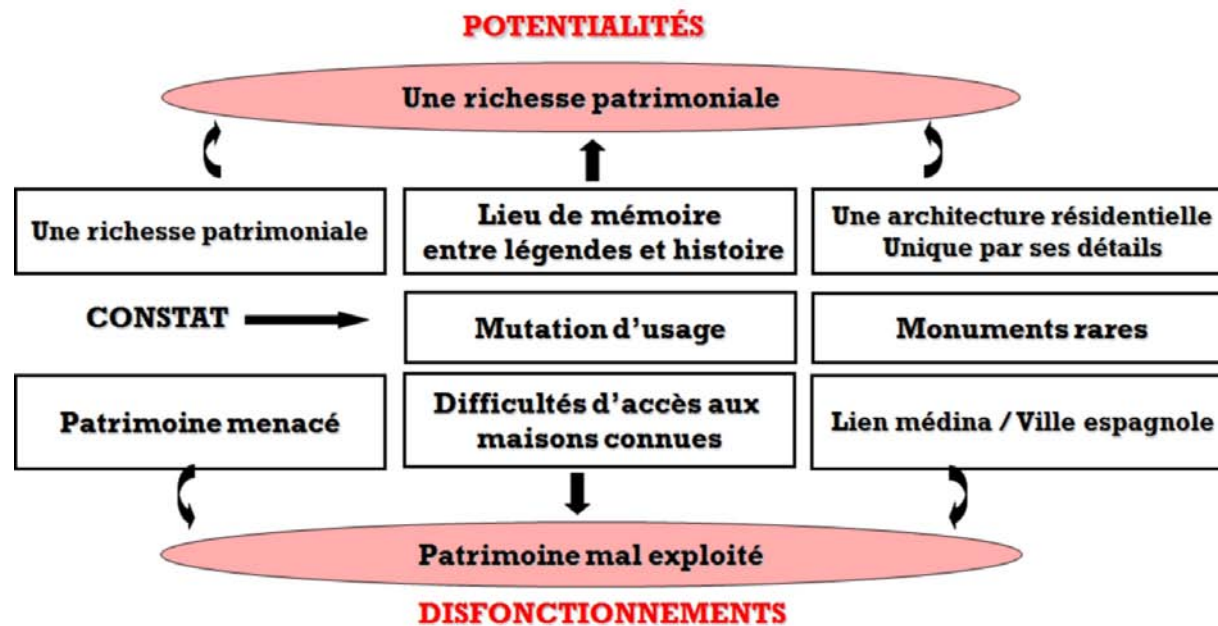 POTENTIALITÉS
Une richesse patrimoniale
Une richesse patrimoniale
Lieu de mémoire
entre légendes et histoire
Une architecture résidentielle
Unique par ses détails
CONSTAT
Mutation d’usage
Monuments rares
Patrimoine menacé
Difficultés d’accès aux
maisons connues
Lien médina / Ville espagnole
Patrimoine mal exploité
DISFONCTIONNEMENTS